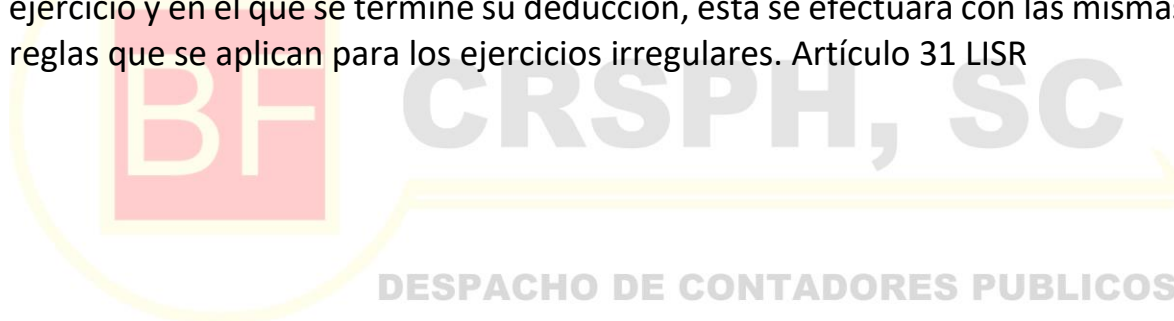 ejercicio y en el que se termine su deducción, esta se efectuará con las mismas
reglas que se aplican para los ejercicios irregulares. Artículo 31 LISR
BF
CRSPH, SC
DESPACHO DE CONTADORES PUBLICOS